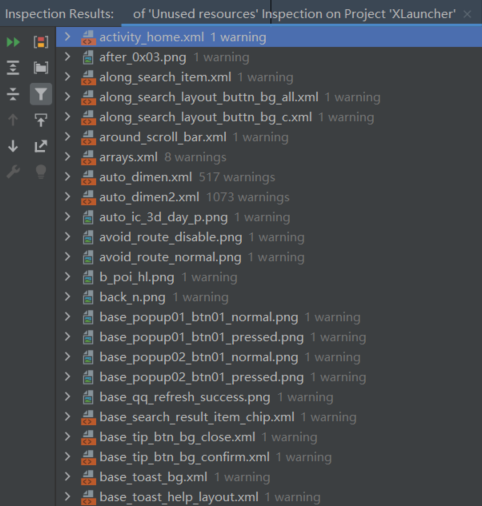 Inspection Results: of 'Unused resources' Inspection on Project 'XLauncher' ×
activity_home.xml 1 warning
after_0x03.png 1 warning
along_search_item.xml 1 warning
along_search_layout_buttn_bg_all.xml 1 warning
along_search_layout_buttn_bg_c.xml 1 warning
around_scroll_bar.xml 1 warning
arrays.xml 8 warnings
auto_dimen.xml 517 warnings
auto_dimen2.xml 1073 warnings
auto_ic_3d_day_p.png 1 warning
avoid_route_disable.png 1 warning
avoid_route_normal.png 1 warning
b_poi_hl.png 1 warning
back_n.png 1 warning
base_popup01_btn01_normal.png 1 warning
base_popup01_btn01_pressed.png 1 warning
base_popup02_btn01_normal.png 1 warning
base_popup02_btn01_pressed.png 1 warning
base_qq_refresh_success.png 1 warning
base_search_result_item_chip.xml 1 warning
base_tip_btn_bg_close.xml 1 warning
base_tip_btn_bg_confirm.xml 1 warning
base_toast_bg.xml 1 warning
base_toast_help_layout.xml 1 warning